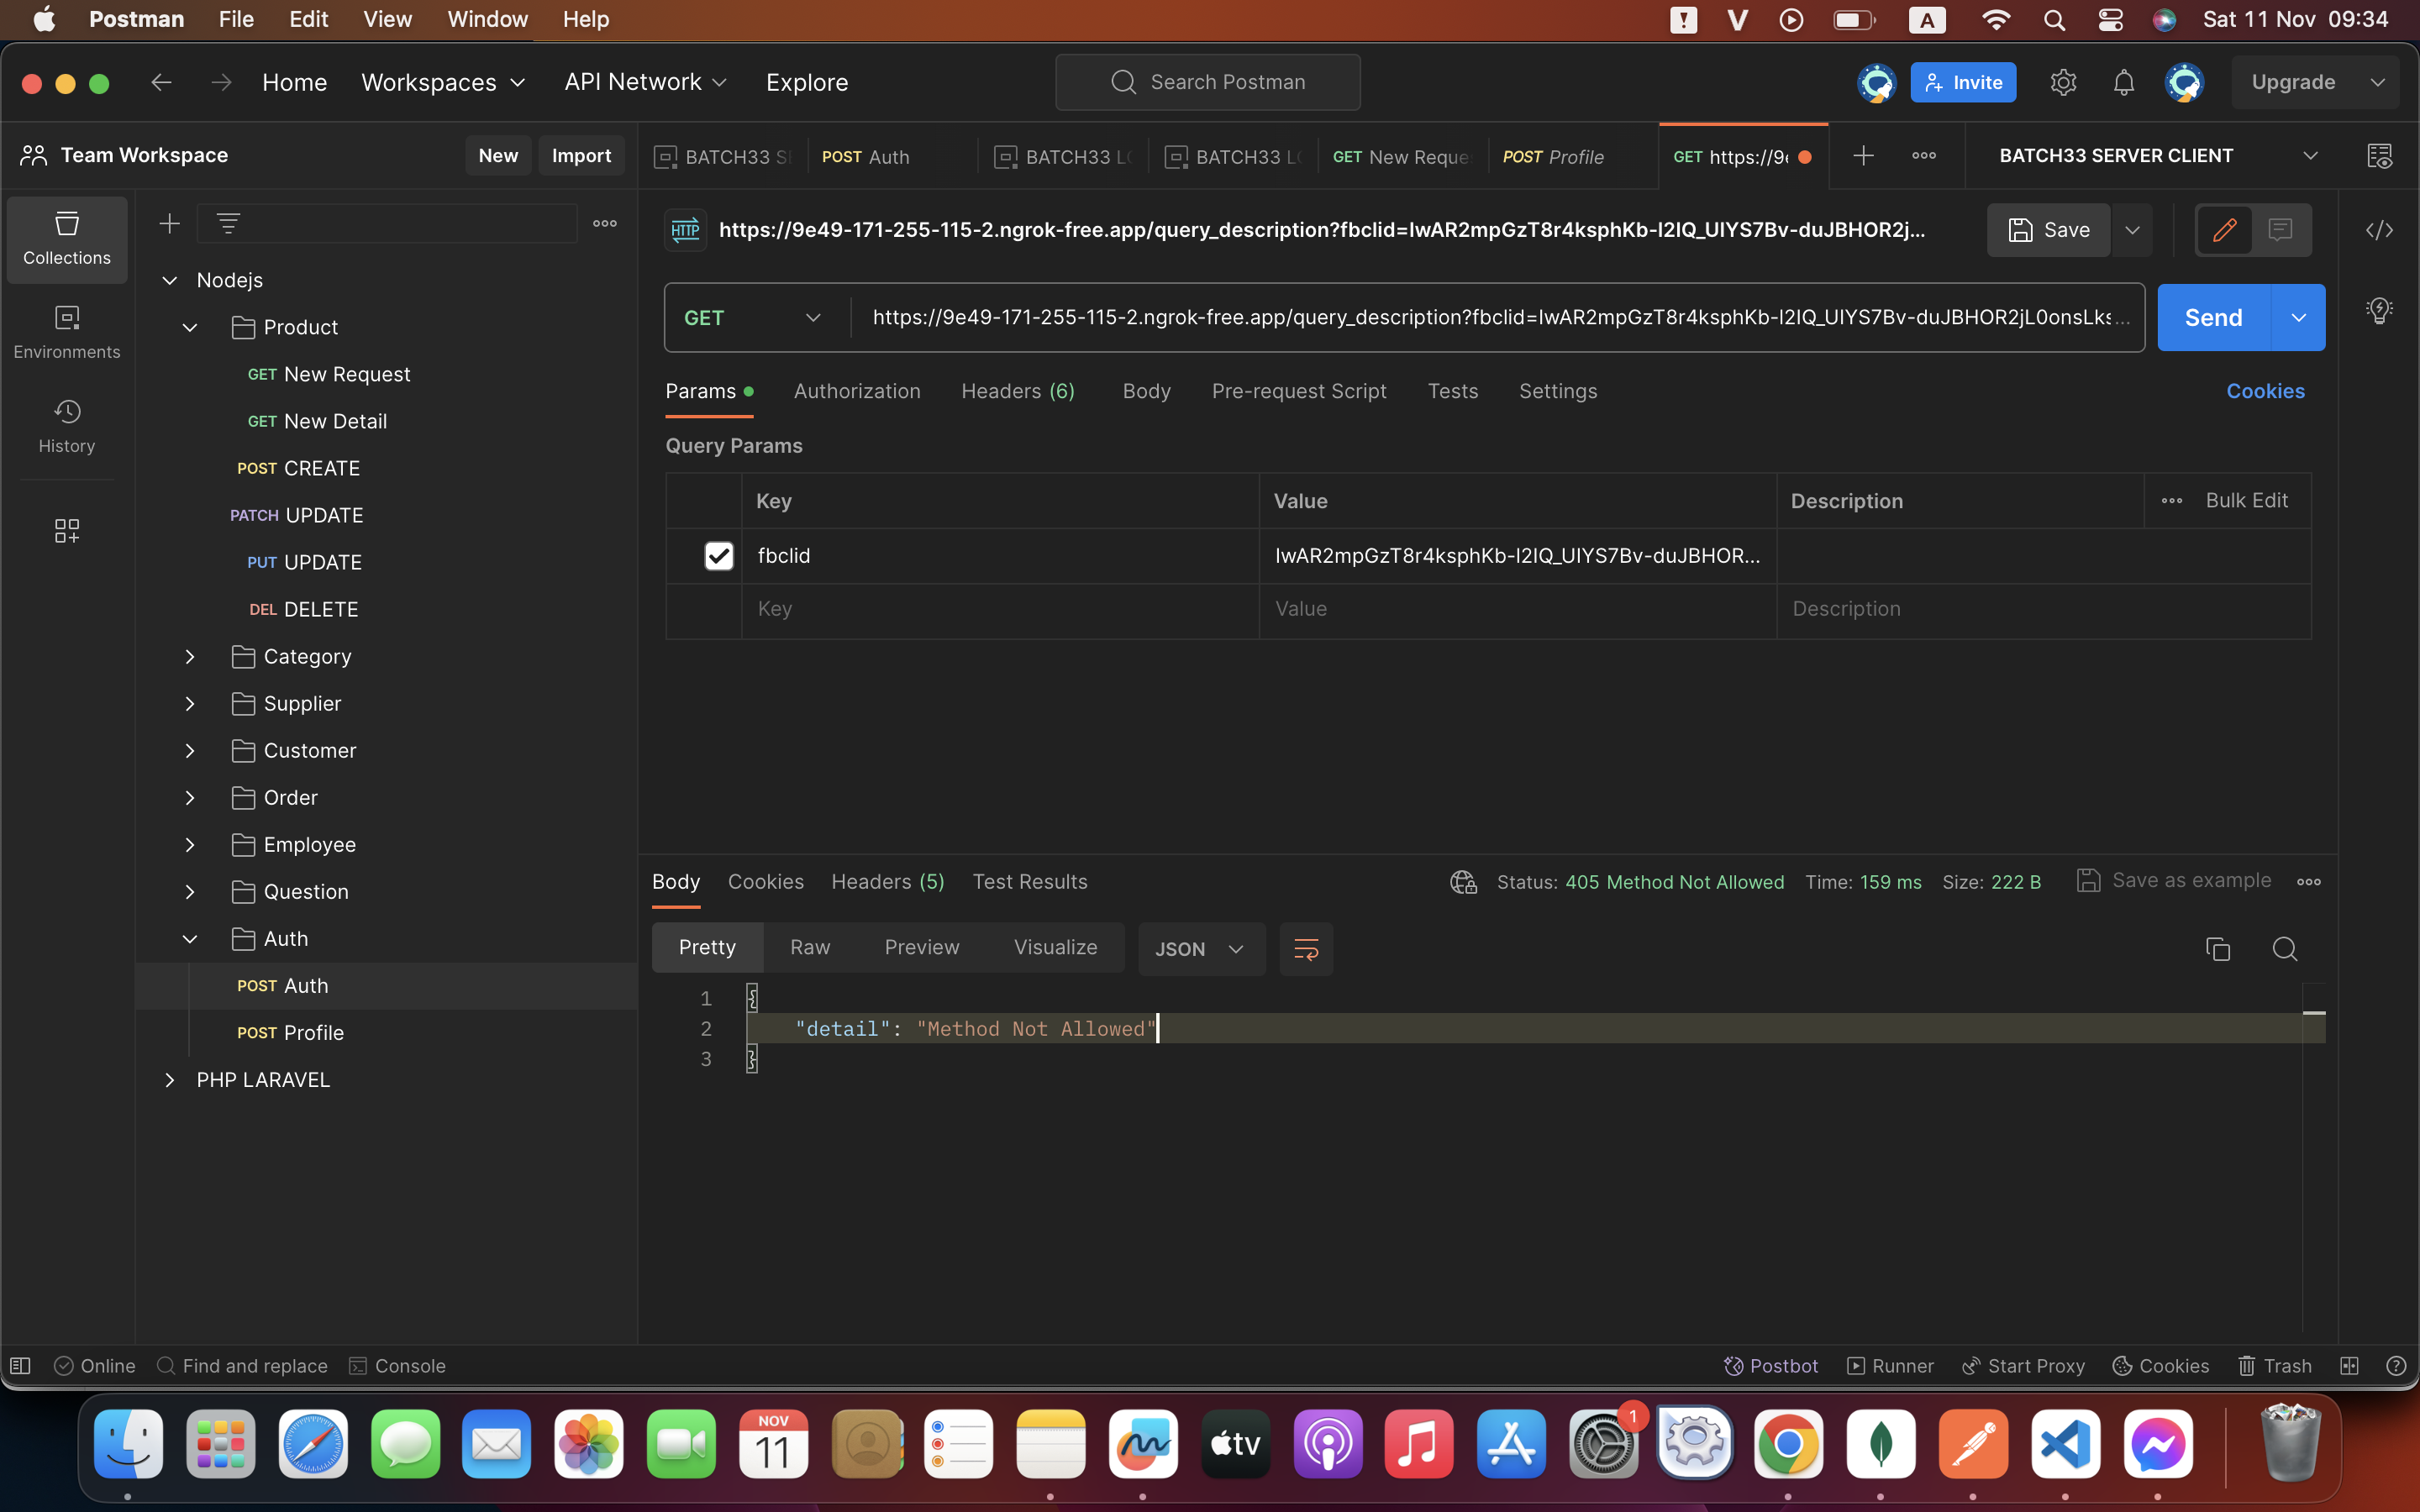 Postman File Edit View Window Help
A
Sat 11 Nov 09:34
Home Workspaces API Network Explore
Search Postman
Invite
Upgrade
Team Workspace
New Import
BATCH33
POST Auth
BATCH33
BATCH33
GET New Reque
POST Profile
GET https://9
BATCH33 SERVER CLIENT
Collections
Environments
History
Nodejs
Product
GET New Request
GET New Detail
POST CREATE
PATCH UPDATE
PUT UPDATE
DEL DELETE
Category
Supplier
Customer
Order
Employee
Question
Auth
POST Auth
POST Profile
PHP LARAVEL
HTTP
https://9e49-171-255-115-2.ngrok-free.app/query_description?fbclid=IwAR2mpGzT8r4ksphKb-I2IQ_UIYS7Bv-duJBHOR2j...
Save
GET
https://9e49-171-255-115-2.ngrok-free.app/query_description?fbclid=IwAR2mpGzT8r4ksphKb-I2IQ_UIYS7Bv-duJBHOR2jL0onsLks...
Send
Params Authorization Headers (6) Body Pre-request Script Tests Settings
Cookies
Query Params
Key Value Description Bulk Edit
fbclid IwAR2mpGzT8r4ksphKb-I2IQ_UIYS7Bv-duJBHOR...
Key Value Description
Body Cookies Headers (5) Test Results
Status: 405 Method Not Allowed Time: 159 ms Size: 222 B
Save as example
Pretty Raw Preview Visualize JSON
1 {
2 "detail": "Method Not Allowed"
3 }
Online Find and replace Console
Postbot Runner Start Proxy Cookies Trash
NOV
11
tv
1